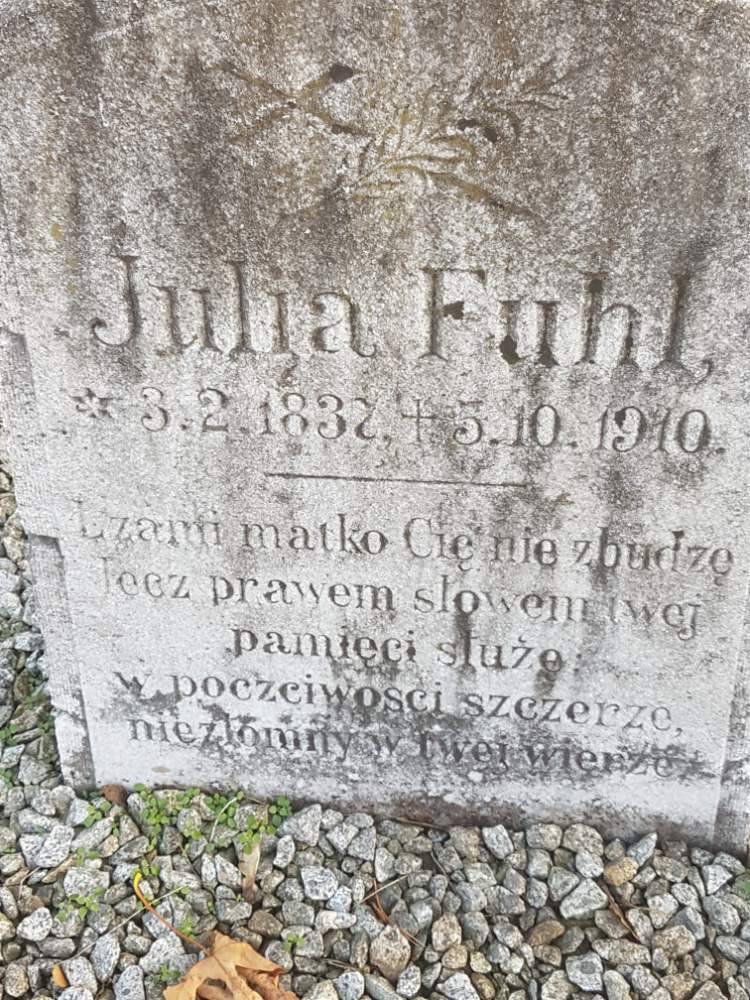 Julia Fuhl,
* 3. 2. 1837, + 5. 10. 1910.
Łzami matko Cię nie zbudzę
lecz prawem słowem twej
pamięci służę:
w poczciwości szczerze,
niezłomny w twej wierze.